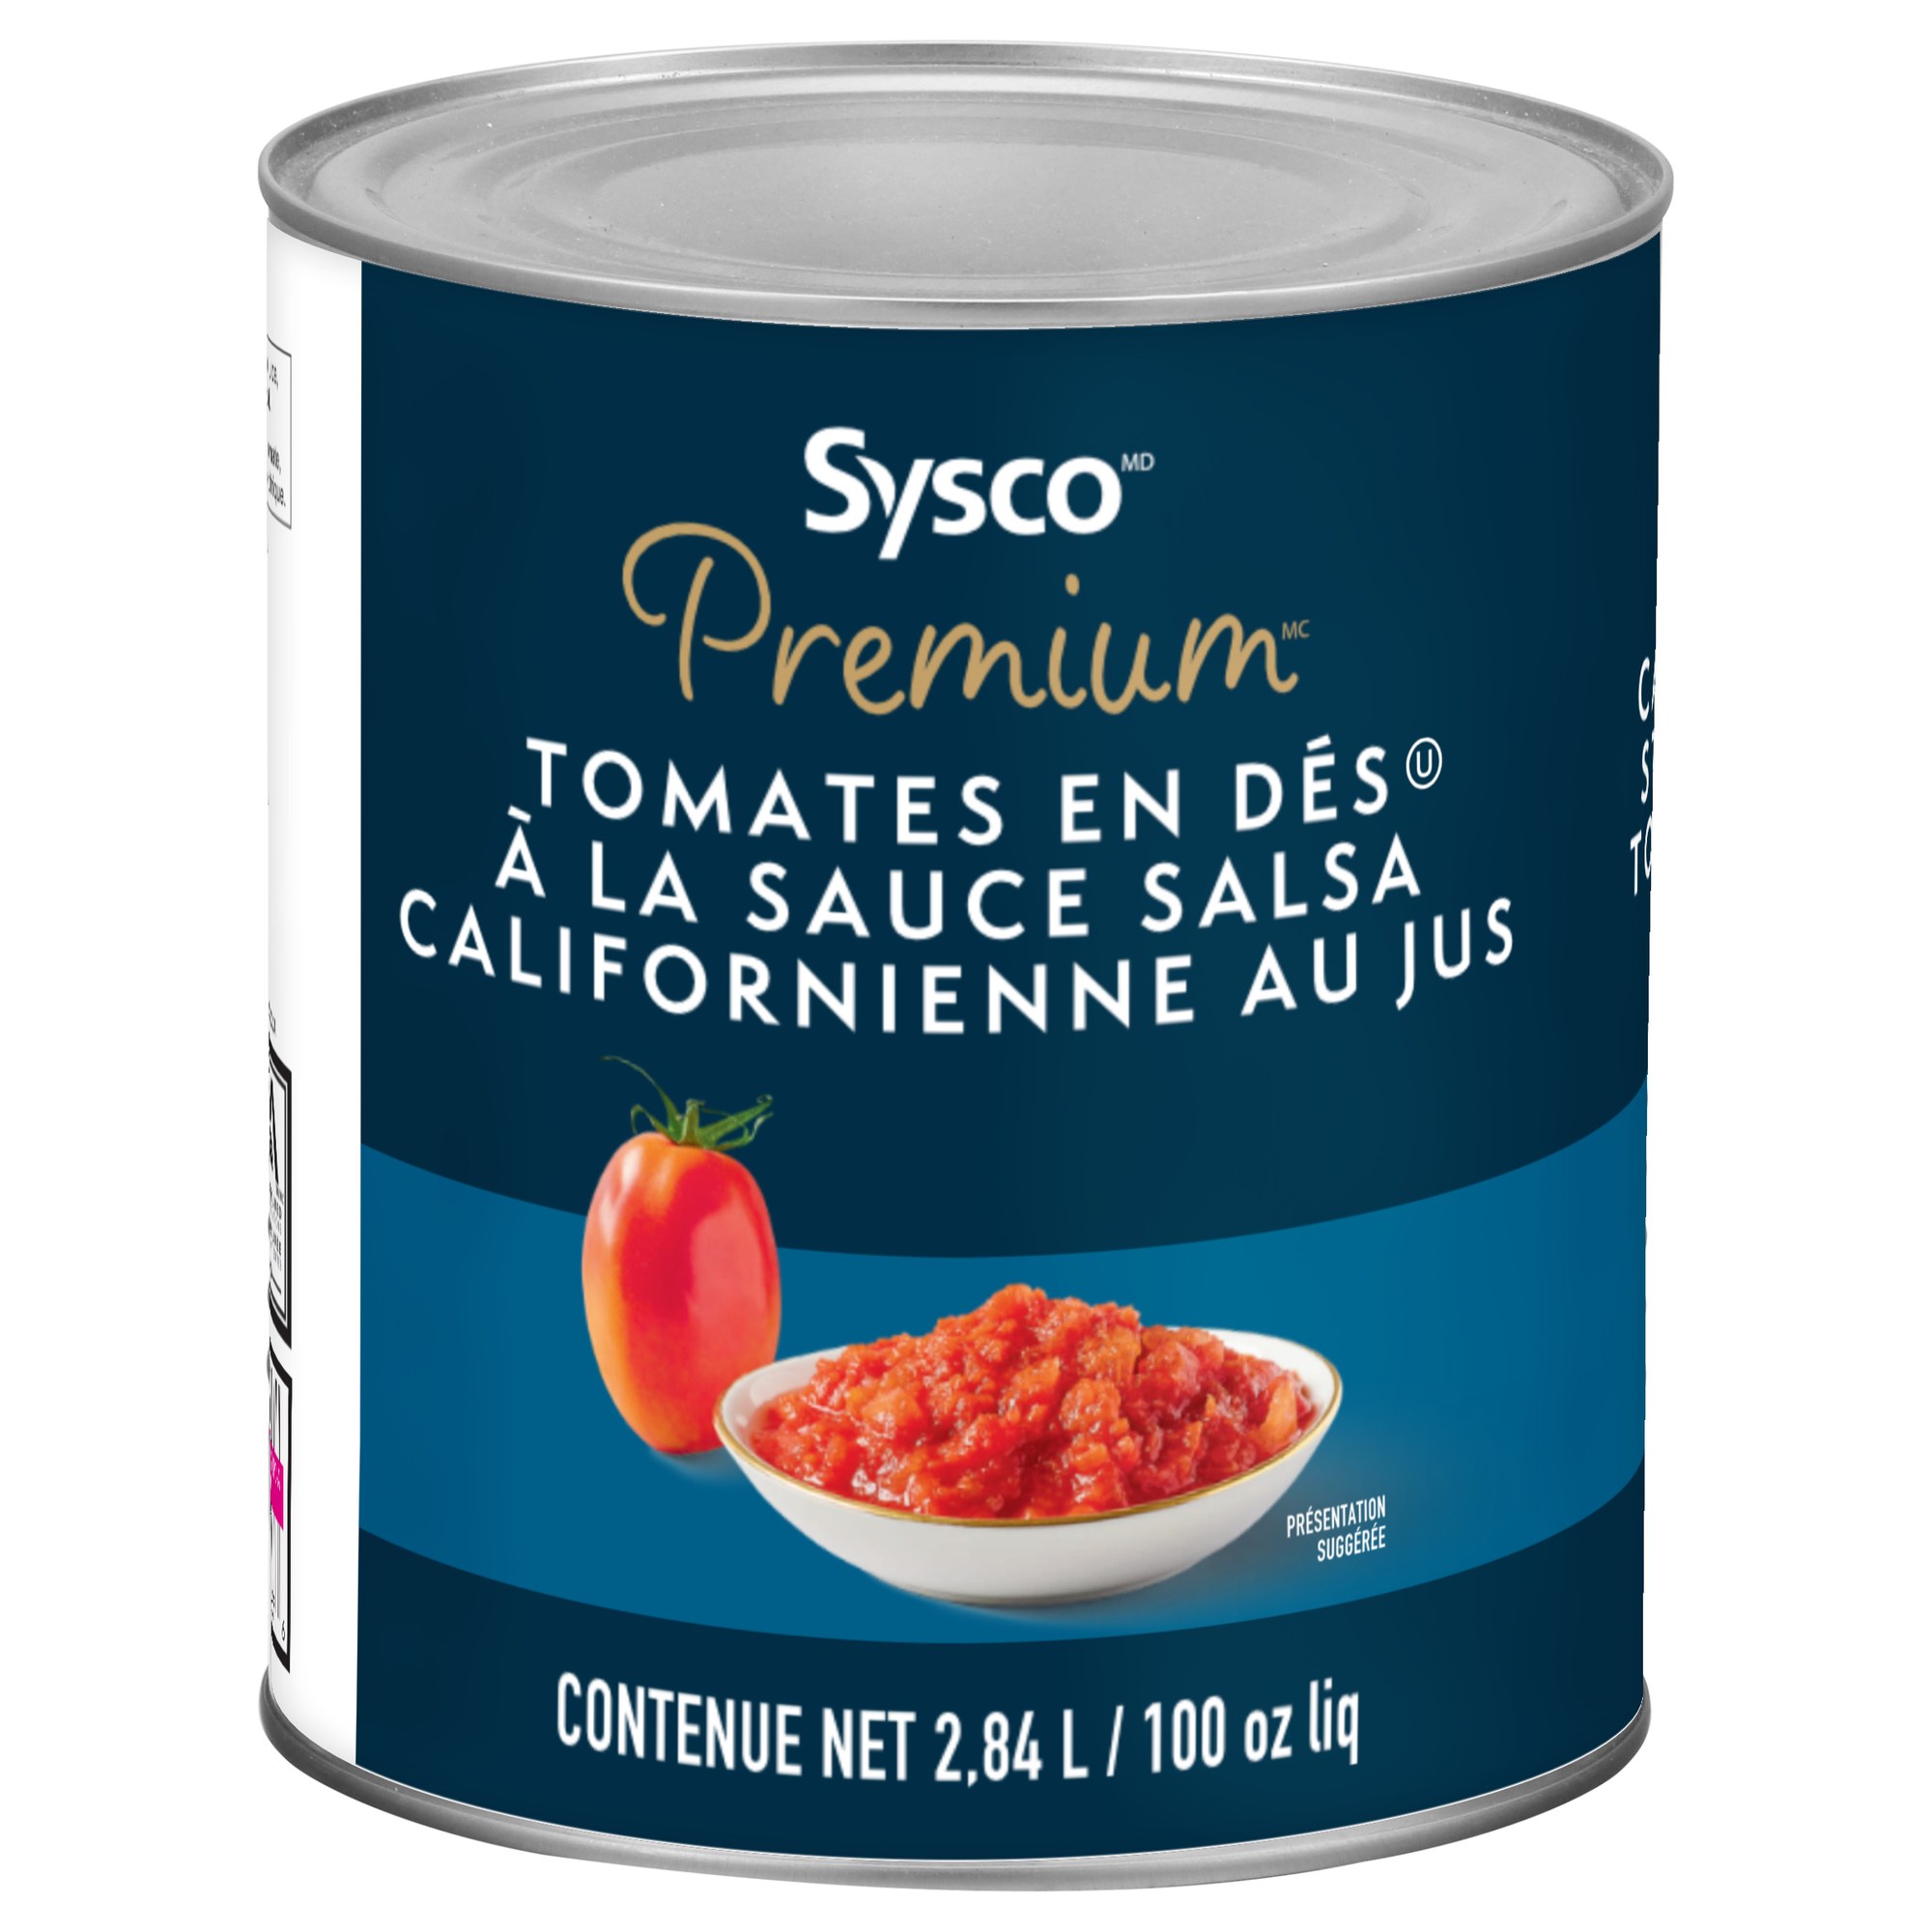 Sysco MD
Premium MC
TOMATES EN DÉS Ⓤ
À LA SAUCE SALSA
CALIFORNIENNE AU JUS
PRÉSENTATION
SUGGÉRÉE
CONTENUE NET 2,84 L / 100 oz liq